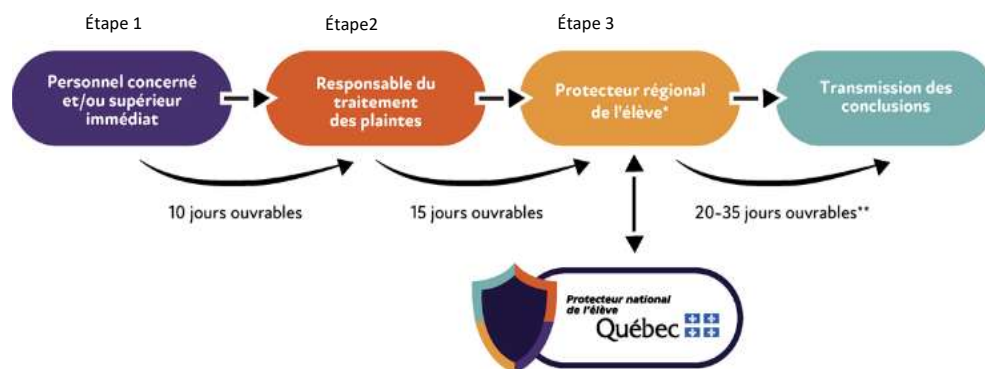 Étape 1
Étape2
Étape 3
Personnel concerné
et/ou supérieur
immédiat
Responsable du
traitement
des plaintes
Protecteur régional
de l'élève*
Transmission des
conclusions
10 jours ouvrables
15 jours ouvrables
20-35 jours ouvrables**
Protecteur national
de l'élève
Québec